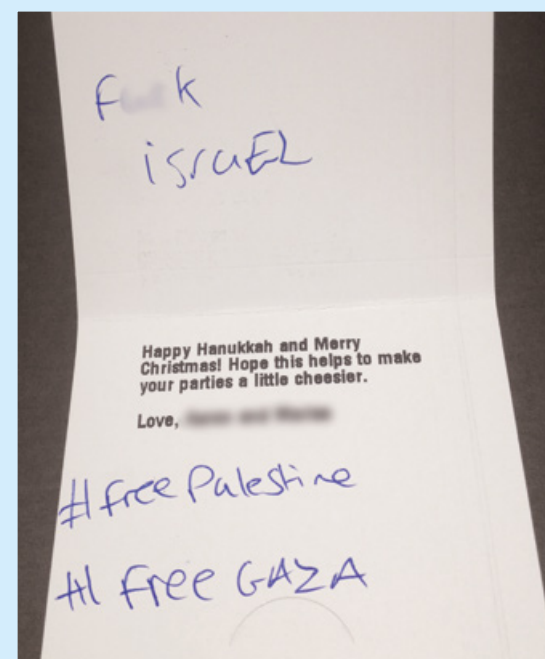 F k
israEL
Happy Hanukkah and Merry
Christmas! Hope this helps to make
your parties a little cheesier.
Love,
#free Palestine
#1 Free GAZA